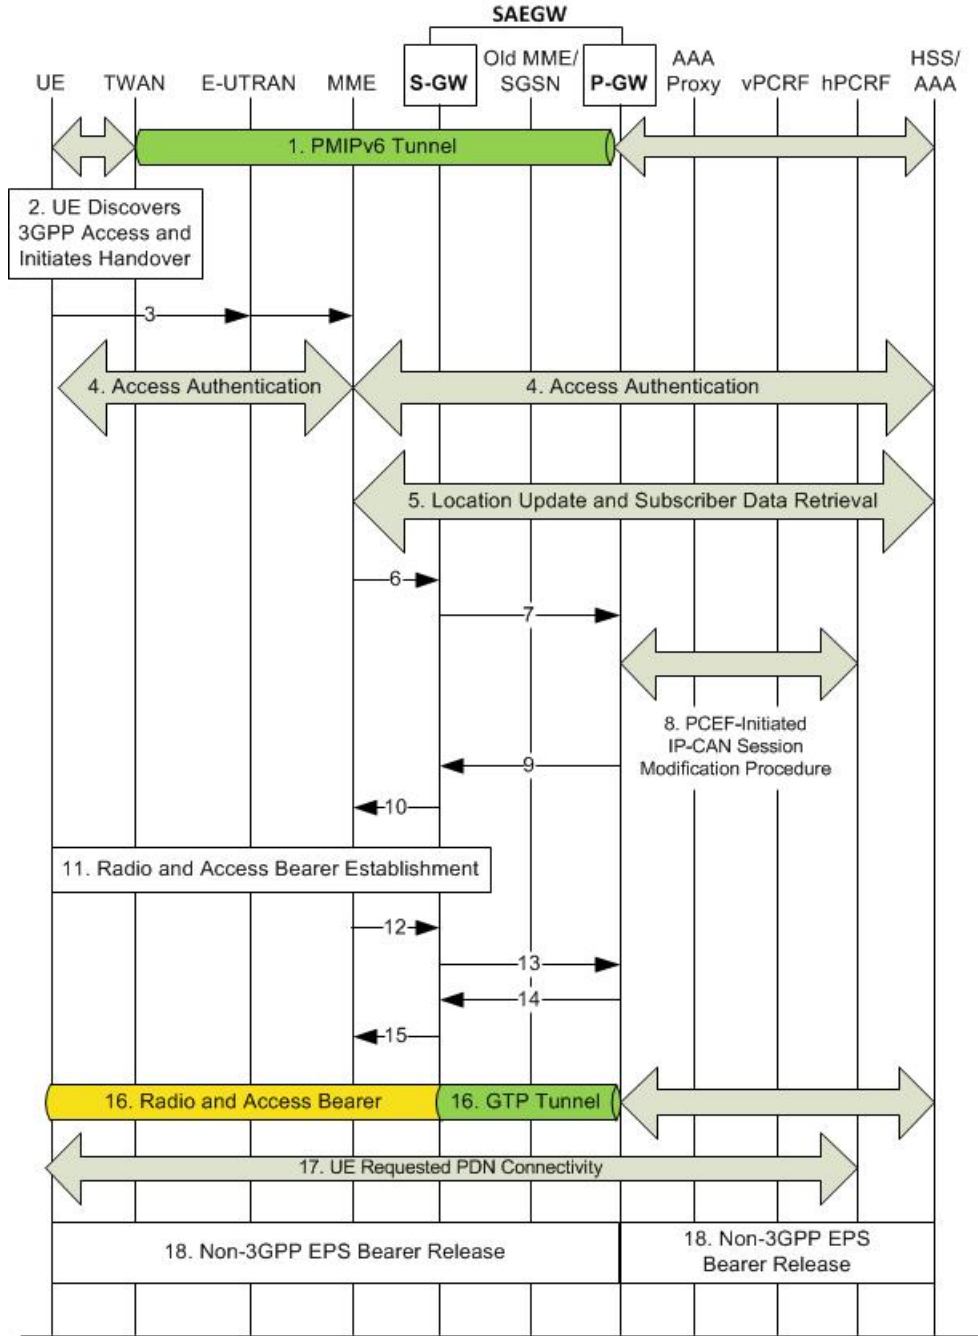 SAEGW
UE
TWAN
E-UTRAN
MME
S-GW
Old MME/
SGSN
P-GW
AAA
Proxy
vPCRF
hPCRF
HSS/
AAA
1. PMIPv6 Tunnel
2. UE Discovers
3GPP Access and
Initiates Handover
3
4. Access Authentication
4. Access Authentication
5. Location Update and Subscriber Data Retrieval
6
7
8. PCEF-Initiated
IP-CAN Session
Modification Procedure
9
10
11. Radio and Access Bearer Establishment
12
13
14
15
16. Radio and Access Bearer
16. GTP Tunnel
17. UE Requested PDN Connectivity
18. Non-3GPP EPS Bearer Release
18. Non-3GPP EPS
Bearer Release